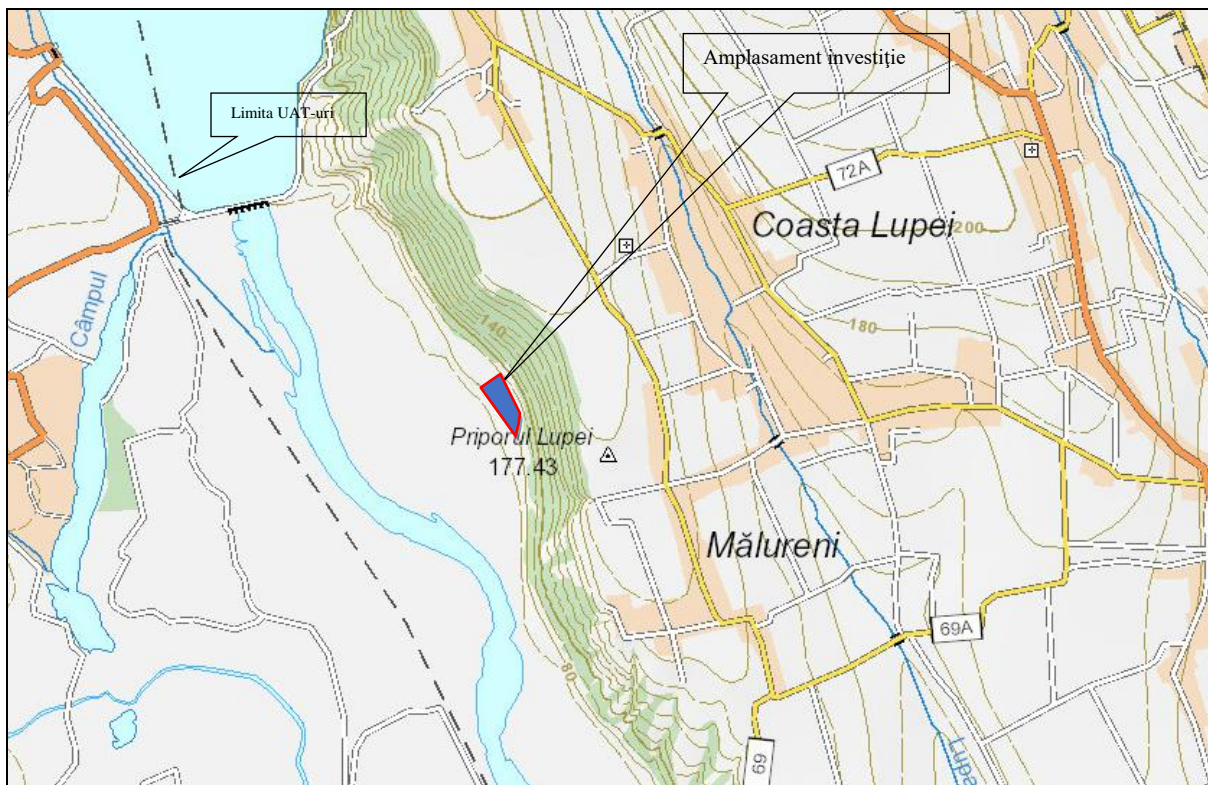 Amplasament investiție
Limita UAT-uri
72A
Coasta Lupei
200
Câmpul
180
140
Priporul Lupei
177.43
Mălureni
69A
80
69
Lupa